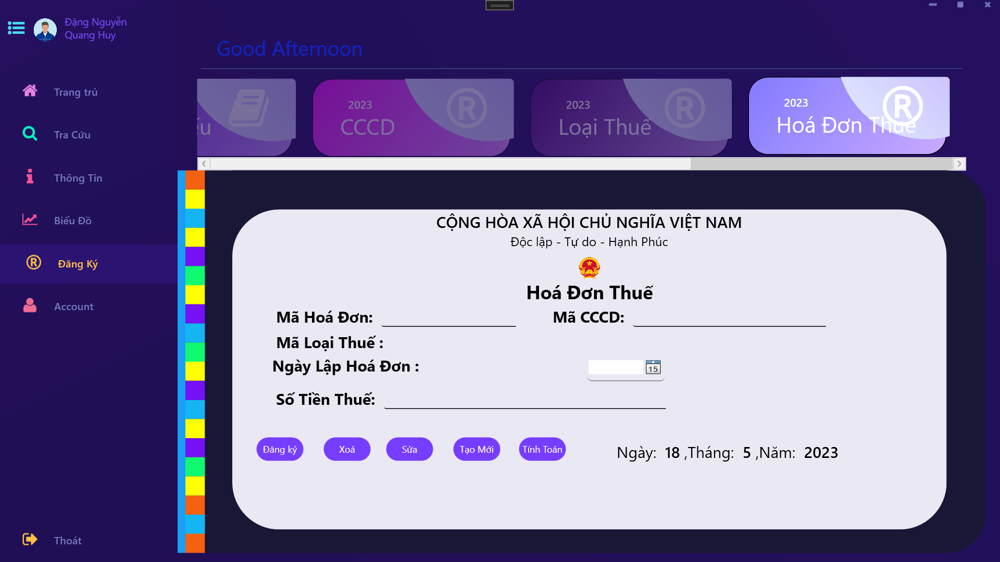 Đặng Nguyễn
Quang Huy
Trang trủ
Tra Cứu
Thông Tin
Biểu Đồ
Đăng Ký
Account
Thoát
Good Afternoon
2023
CCCD
2023
Loại Thuế
2023
Hoá Đơn Thuế
CỘNG HÒA XÃ HỘI CHỦ NGHĨA VIỆT NAM
Độc lập - Tự do - Hạnh Phúc
Hoá Đơn Thuế
Mã Hoá Đơn: Mã CCCD:
Mã Loại Thuế :
Ngày Lập Hoá Đơn : 15
Số Tiền Thuế:
Đăng ký Xoá Sửa Tạo Mới Tính Toán
Ngày: 18 ,Tháng: 5 ,Năm: 2023